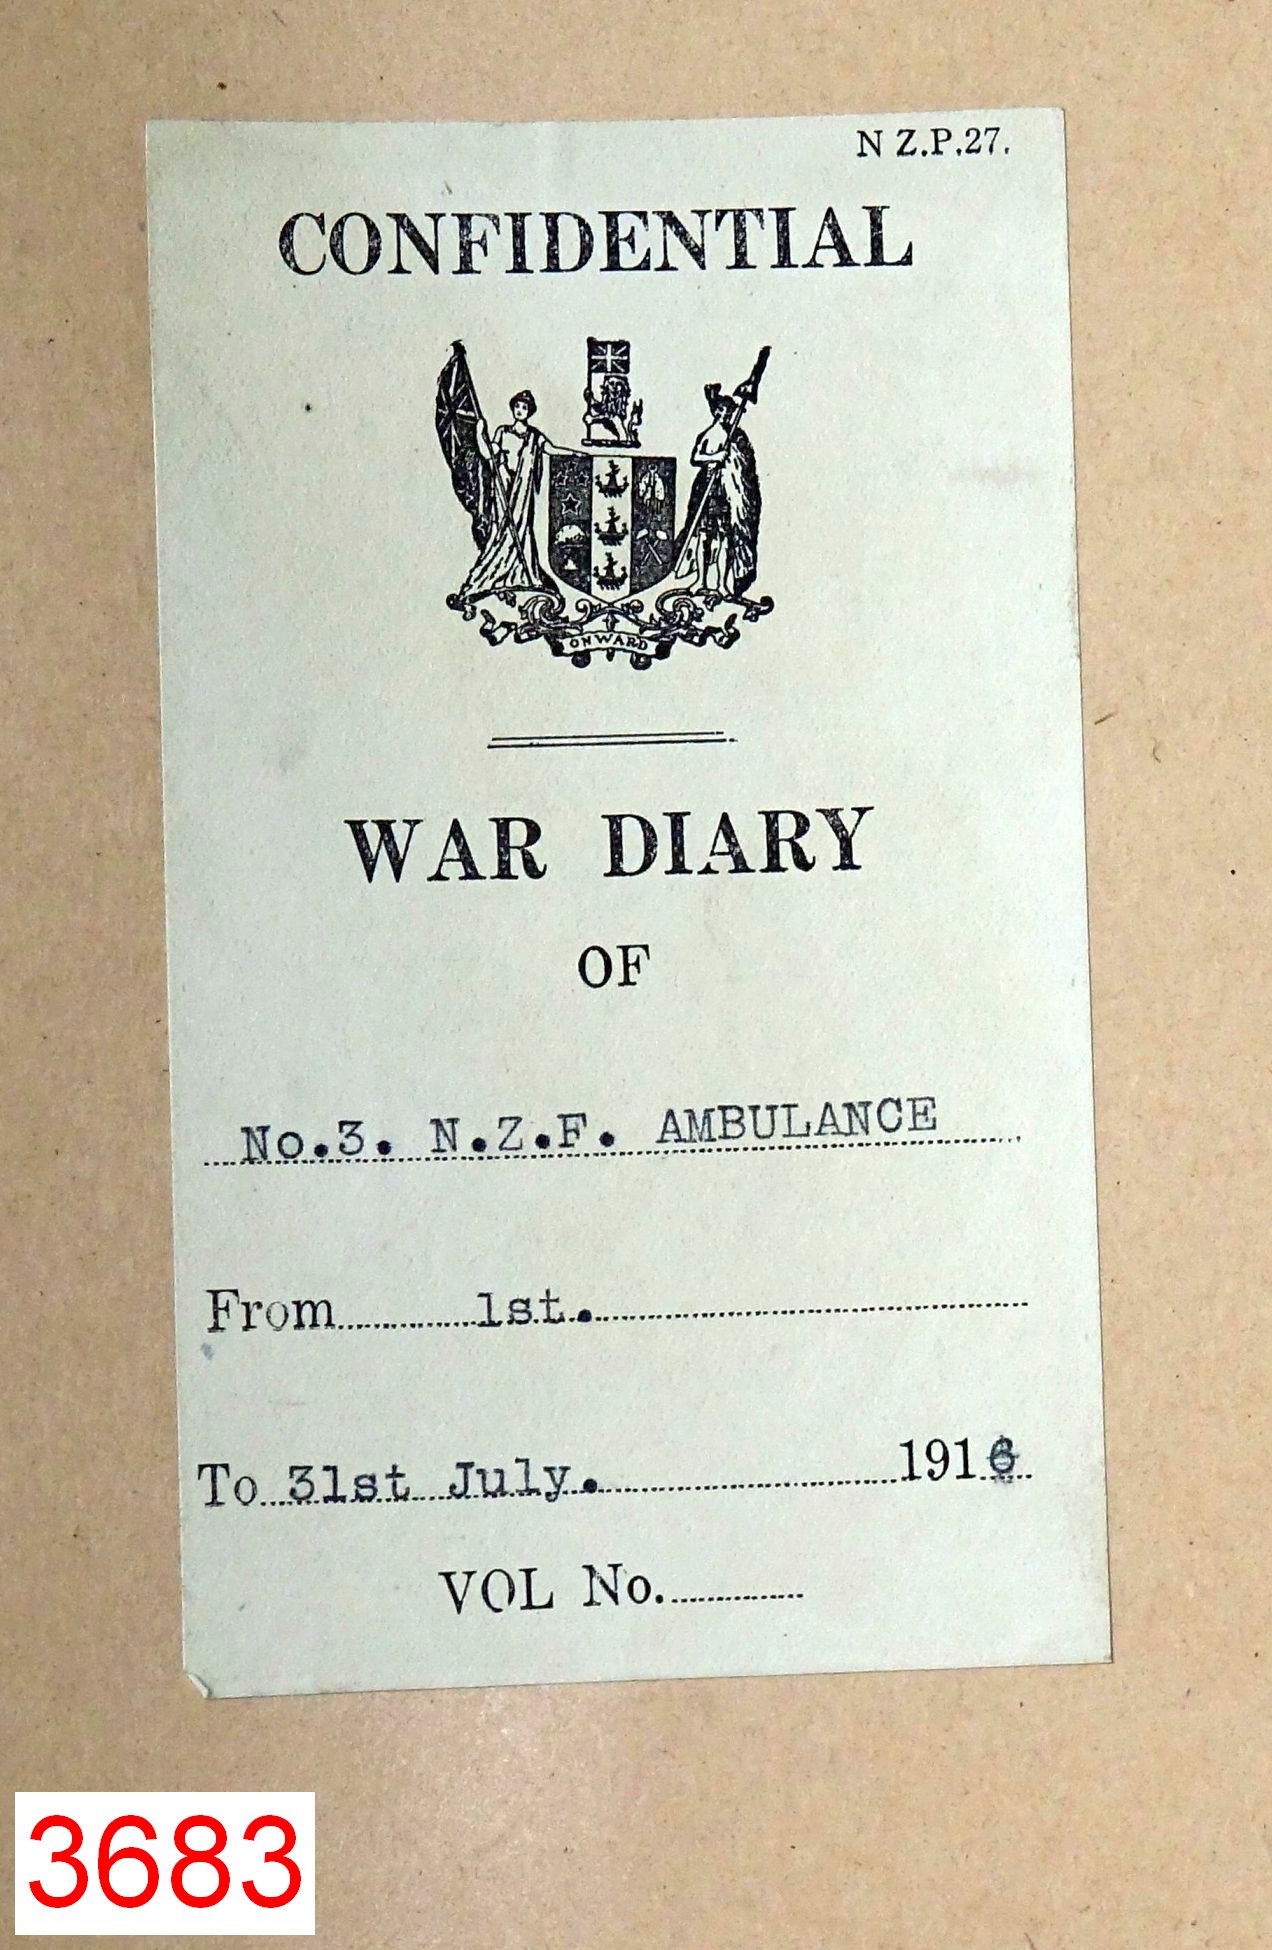 N Z.P.27.
CONFIDENTIAL
ONWARD
WAR DIARY
OF
No.3. N.Z.F. AMBULANCE
From 1st.
To 31st July. 1916
VOL No.
3683